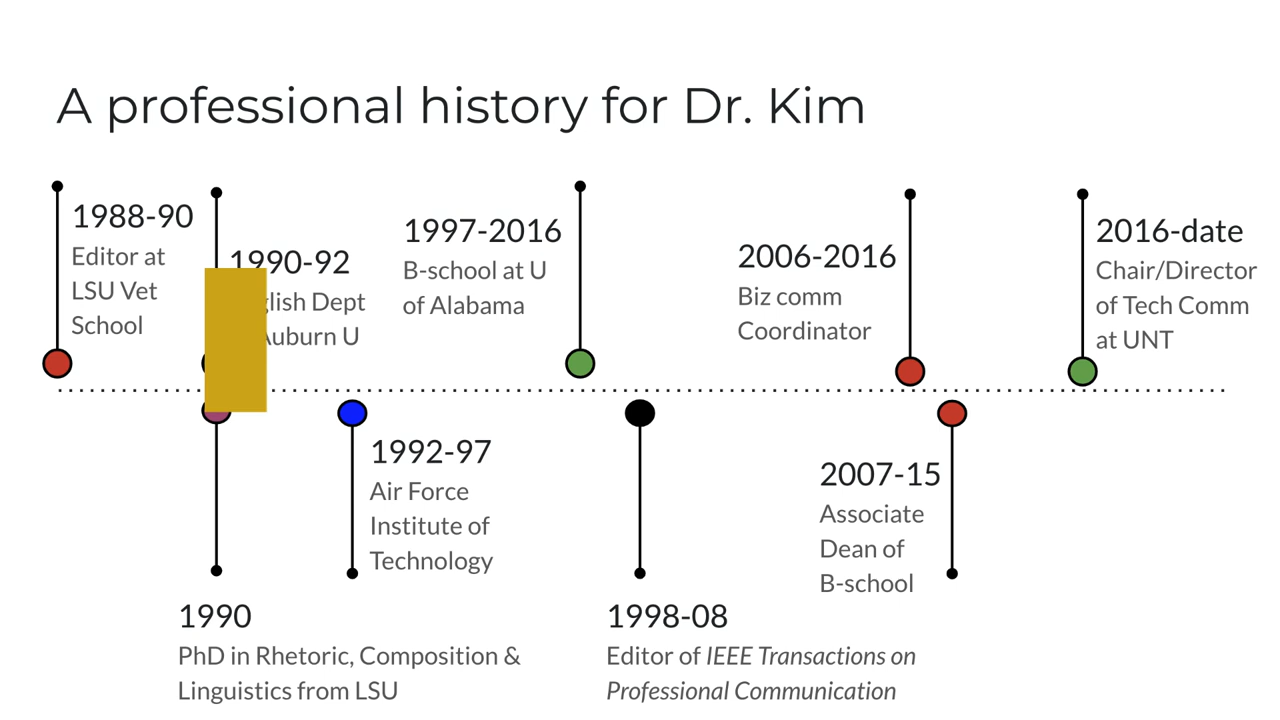 A professional history for Dr. Kim
1988-90
Editor at
LSU Vet
School
1990-92
Dept
U
1997-2016
B-school at U
of Alabama
2006-2016
Biz comm
Coordinator
2016-date
Chair/Director
of Tech Comm
at UNT
1992-97
Air Force
Institute of
Technology
2007-15
Associate
Dean of
B-school
1990
PhD in Rhetoric, Composition &
Linguistics from LSU
1998-08
Editor of IEEE Transactions on
Professional Communication